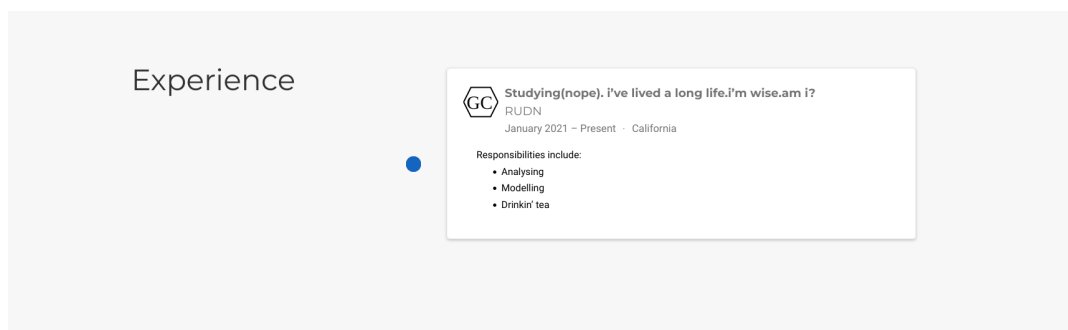 Experience
GC
Studying(nope). i’ve lived a long life.i’m wise.am i?
RUDN
January 2021 – Present · California
Responsibilities include:
• Analysing
• Modelling
• Drinkin’ tea